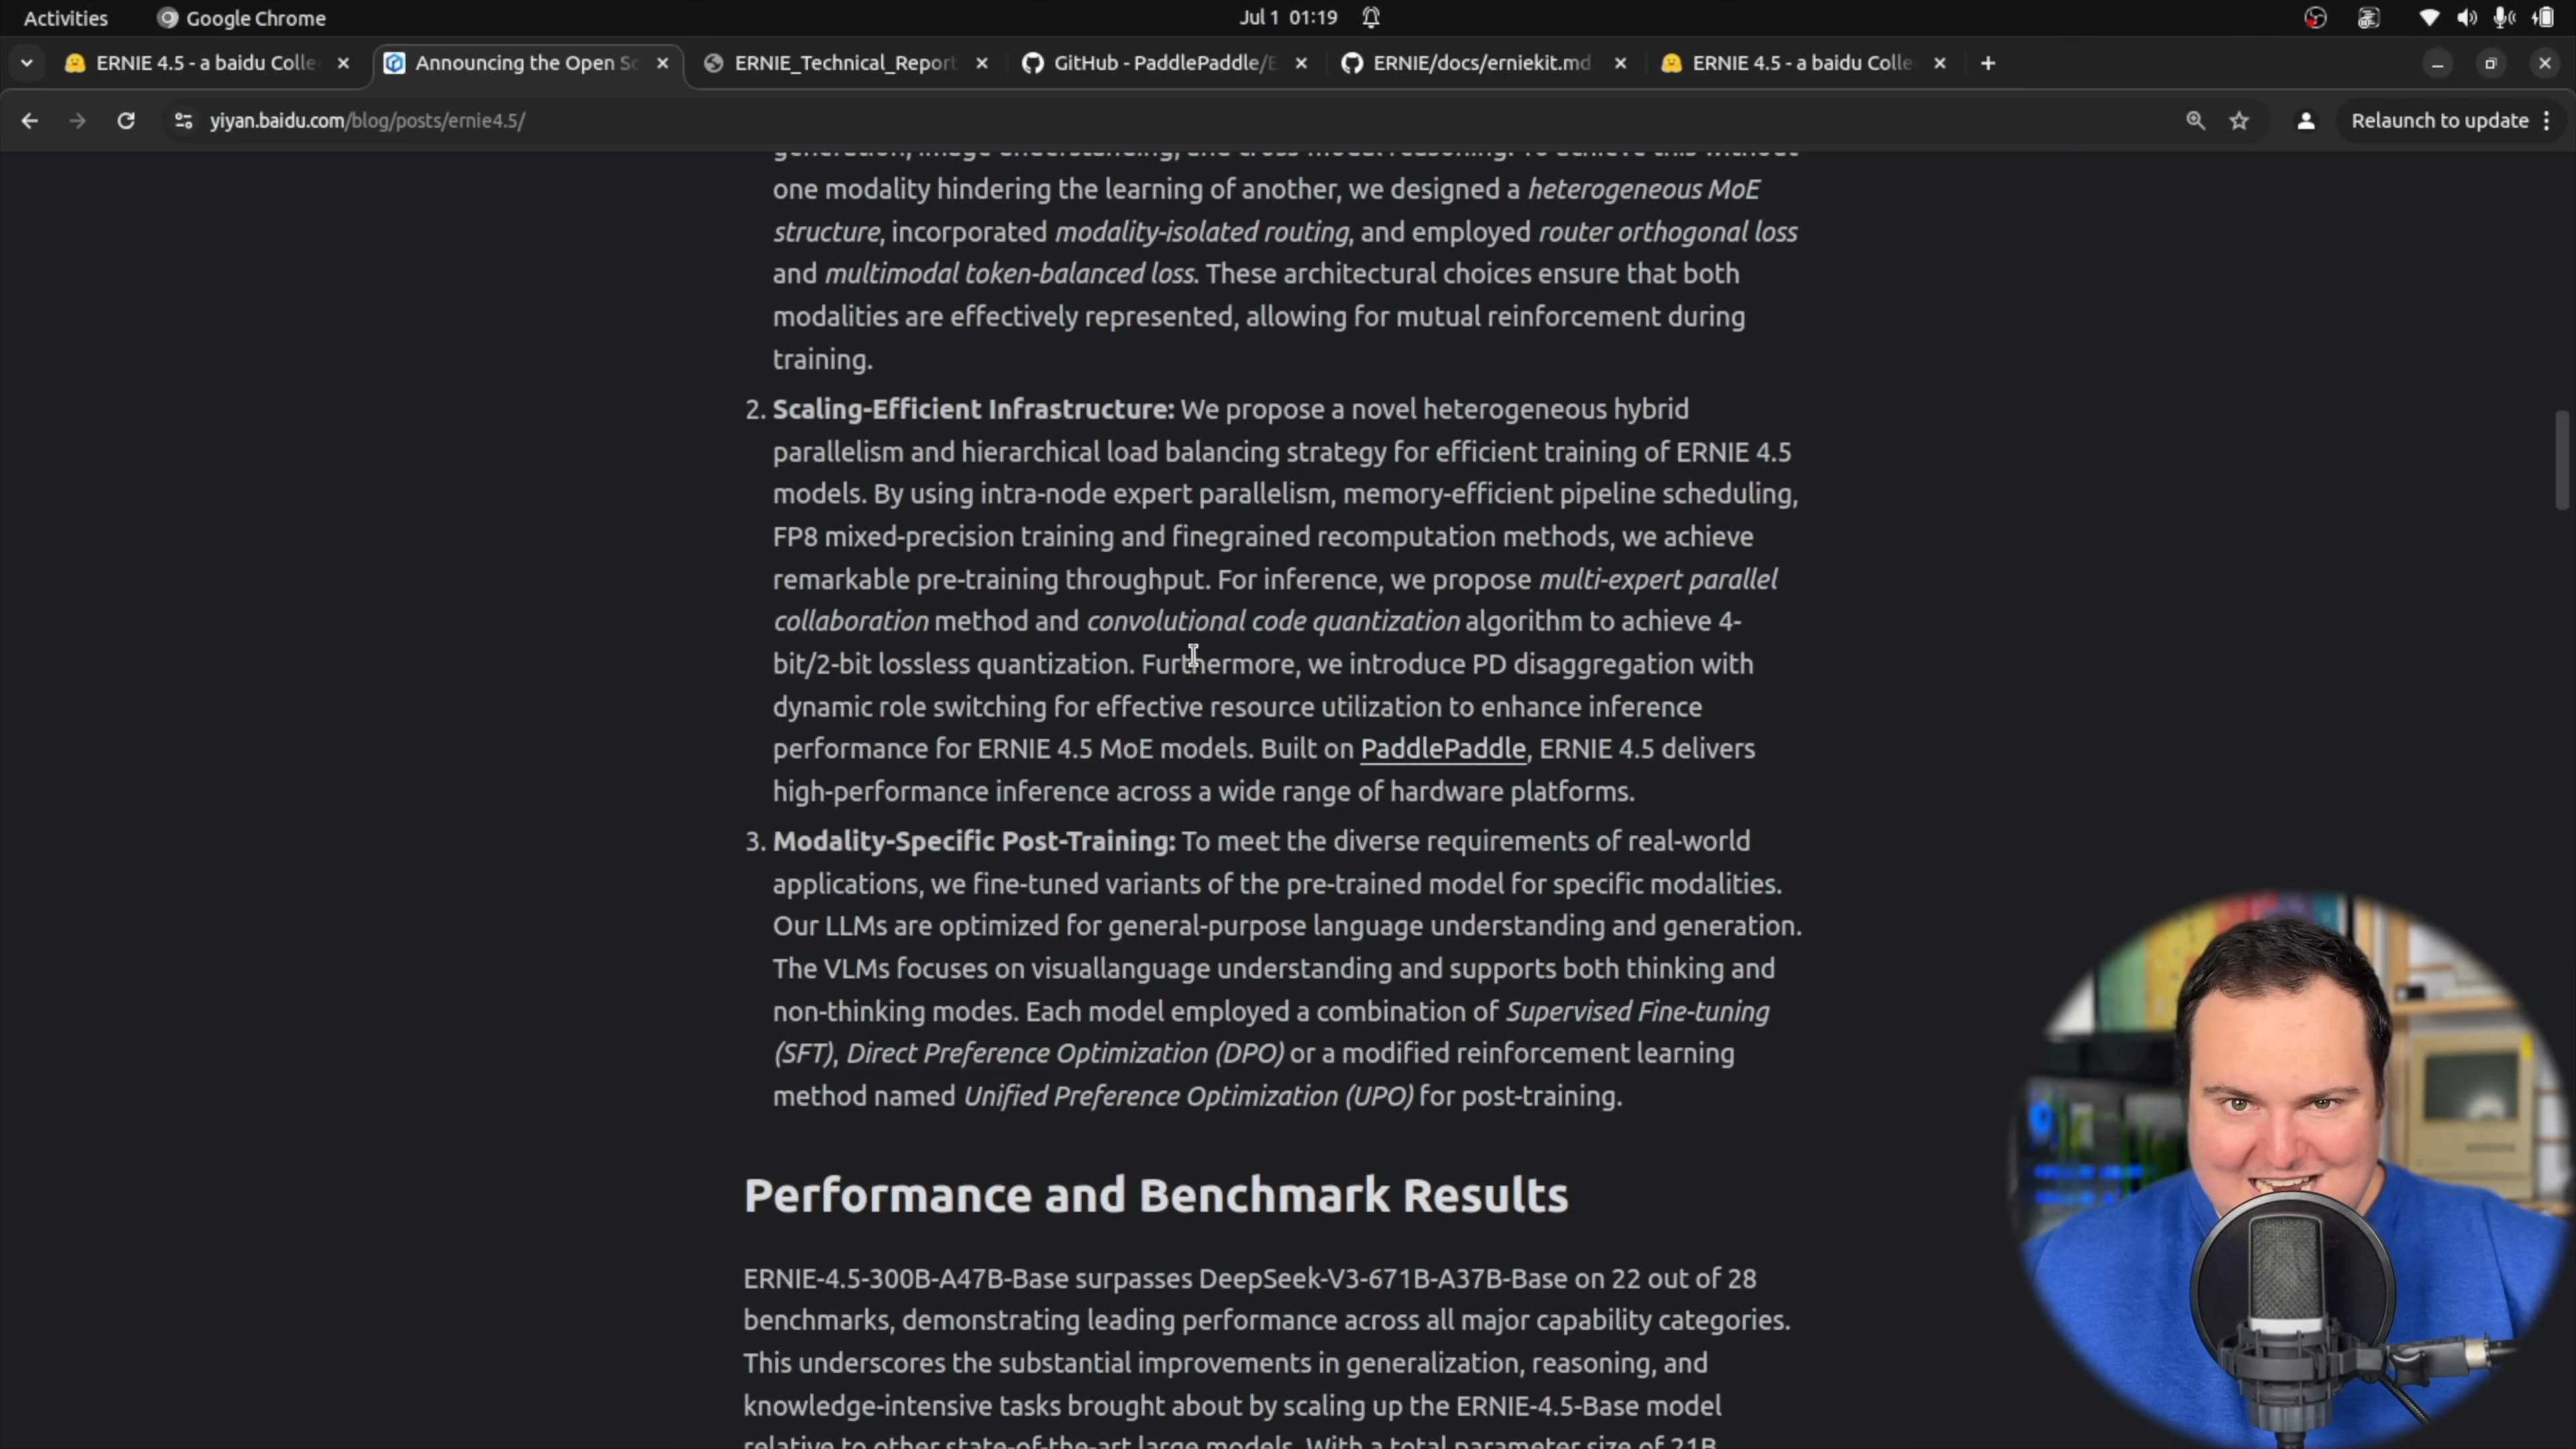 Activities
Google Chrome
Jul 1 01:19
ERNIE 4.5 - a baidu Colle
Announcing the Open So
ERNIE_Technical_Report
GitHub - PaddlePaddle/E
ERNIE/docs/erniekit.md
ERNIE 4.5 - a baidu Colle
yiyan.baidu.com/blog/posts/ernie4.5/
Relaunch to update
generation, image understanding, and cross-modal reasoning. To achieve this without
one modality hindering the learning of another, we designed a heterogeneous MoE
structure, incorporated modality-isolated routing, and employed router orthogonal loss
and multimodal token-balanced loss. These architectural choices ensure that both
modalities are effectively represented, allowing for mutual reinforcement during
training.
2. Scaling-Efficient Infrastructure: We propose a novel heterogeneous hybrid
parallelism and hierarchical load balancing strategy for efficient training of ERNIE 4.5
models. By using intra-node expert parallelism, memory-efficient pipeline scheduling,
FP8 mixed-precision training and finegrained recomputation methods, we achieve
remarkable pre-training throughput. For inference, we propose multi-expert parallel
collaboration method and convolutional code quantization algorithm to achieve 4-
bit/2-bit lossless quantization. Furthermore, we introduce PD disaggregation with
dynamic role switching for effective resource utilization to enhance inference
performance for ERNIE 4.5 MoE models. Built on PaddlePaddle, ERNIE 4.5 delivers
high-performance inference across a wide range of hardware platforms.
3. Modality-Specific Post-Training: To meet the diverse requirements of real-world
applications, we fine-tuned variants of the pre-trained model for specific modalities.
Our LLMs are optimized for general-purpose language understanding and generation.
The VLMs focuses on visuallanguage understanding and supports both thinking and
non-thinking modes. Each model employed a combination of Supervised Fine-tuning
(SFT), Direct Preference Optimization (DPO) or a modified reinforcement learning
method named Unified Preference Optimization (UPO) for post-training.
Performance and Benchmark Results
ERNIE-4.5-300B-A47B-Base surpasses DeepSeek-V3-671B-A37B-Base on 22 out of 28
benchmarks, demonstrating leading performance across all major capability categories.
This underscores the substantial improvements in generalization, reasoning, and
knowledge-intensive tasks brought about by scaling up the ERNIE-4.5-Base model
relative to other state-of-the-art large models. With a total parameter size of 21B